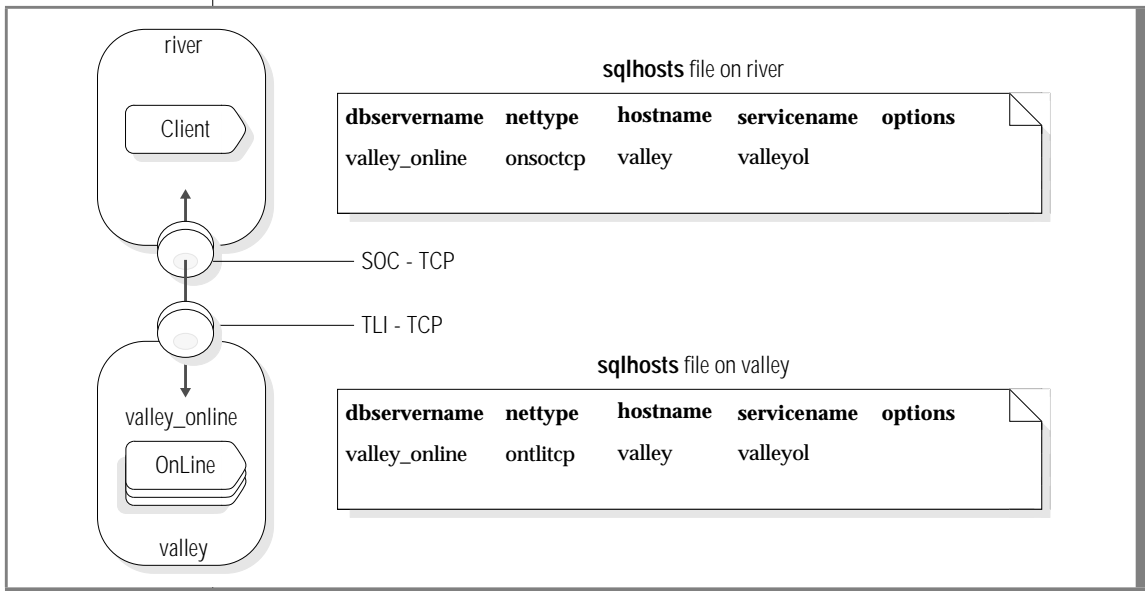 river
Client
sqlhosts file on river
dbservername nettype hostname servicename options
valley_online onsoctcp valley valleyol
SOC - TCP
TLI - TCP
sqlhosts file on valley
dbservername nettype hostname servicename options
valley_online ontlitcp valley valleyol
valley_online
OnLine
valley